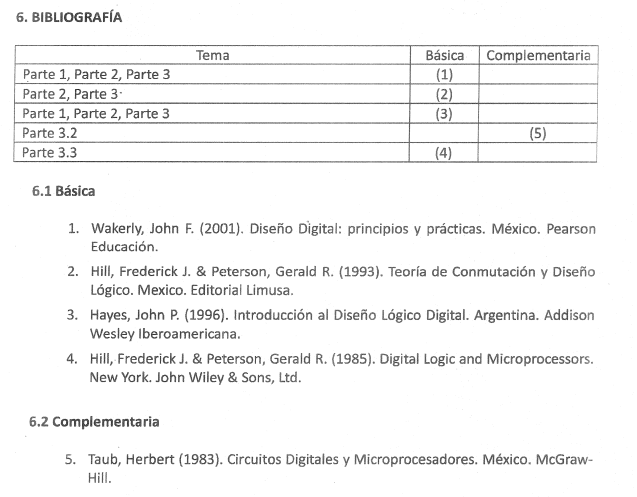 6. BIBLIOGRAFÍA
Tema Básica Complementaria
Parte 1, Parte 2, Parte 3 (1)
Parte 2, Parte 3 (2)
Parte 1, Parte 2, Parte 3 (3)
Parte 3.2 (5)
Parte 3.3 (4)
6.1 Básica
1. Wakerly, John F. (2001). Diseño Digital: principios y prácticas. México. Pearson
Educación.
2. Hill, Frederick J. & Peterson, Gerald R. (1993). Teoría de Conmutación y Diseño
Lógico. Mexico. Editorial Limusa.
3. Hayes, John P. (1996). Introducción al Diseño Lógico Digital. Argentina. Addison
Wesley Iberoamericana.
4. Hill, Frederick J. & Peterson, Gerald R. (1985). Digital Logic and Microprocessors.
New York. John Wiley & Sons, Ltd.
6.2 Complementaria
5. Taub, Herbert (1983). Circuitos Digitales y Microprocesadores. México. McGraw-
Hill.